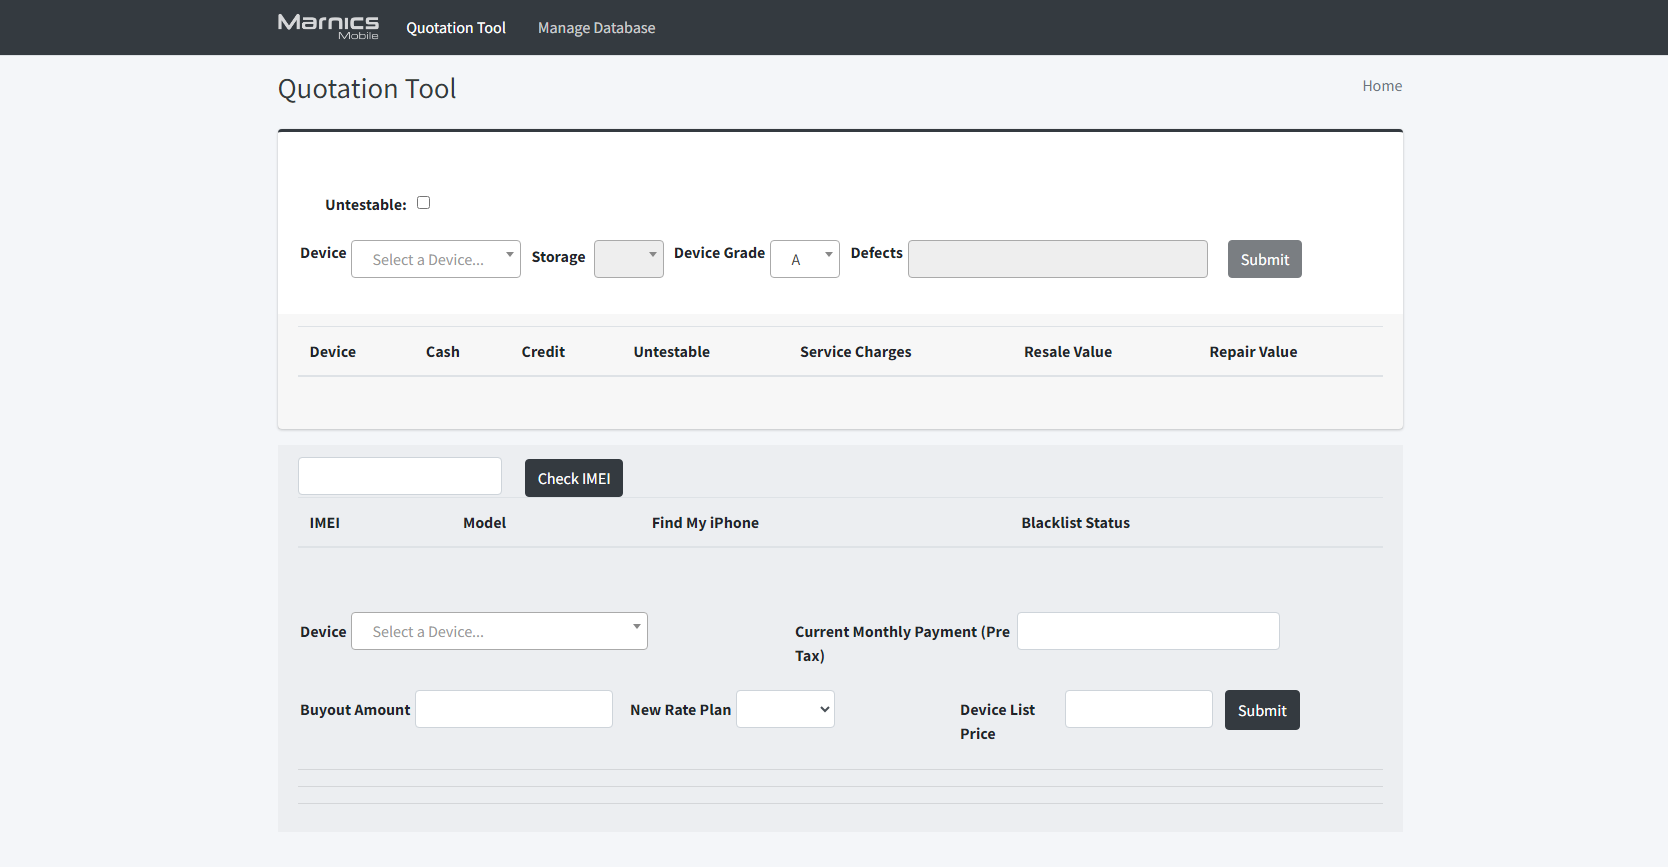 Marnics
Mobile
Quotation Tool
Manage Database
Quotation Tool
Home
Untestable:
Device
Select a Device...
Storage
Device Grade
A
Defects
Submit
Device
Cash
Credit
Untestable
Service Charges
Resale Value
Repair Value
Check IMEI
IMEI
Model
Find My iPhone
Blacklist Status
Device
Select a Device...
Current Monthly Payment (Pre
Tax)
Buyout Amount
New Rate Plan
Device List
Price
Submit